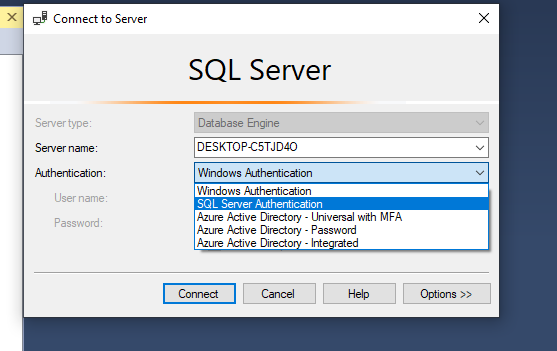 Connect to Server
SQL Server
Server type: Database Engine
Server name: DESKTOP-C5TJD4O
Authentication: Windows Authentication
Windows Authentication
User name: SQL Server Authentication
Azure Active Directory - Universal with MFA
Password: Azure Active Directory - Password
Azure Active Directory - Integrated
Connect Cancel Help Options >>